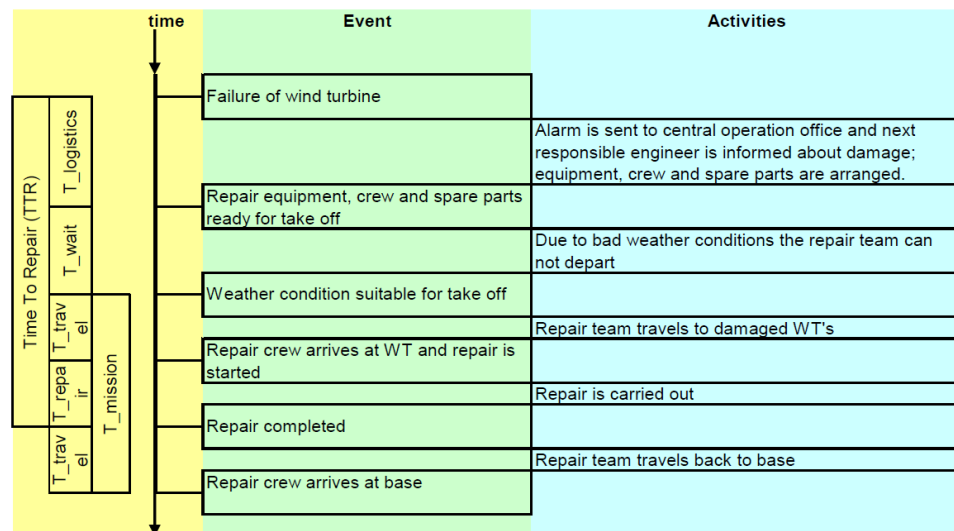 time
Event
Activities
Failure of wind turbine
Alarm is sent to central operation office and next
responsible engineer is informed about damage;
equipment, crew and spare parts are arranged.
Repair equipment, crew and spare parts
ready for take off
Due to bad weather conditions the repair team can
not depart
Weather condition suitable for take off
Repair team travels to damaged WT's
Repair crew arrives at WT and repair is
started
Repair is carried out
Repair completed
Repair team travels back to base
Repair crew arrives at base
Time To Repair (TTR)
T_logistics
T_wait
T_trav
el
T_repa
ir
T_trav
el
T_mission